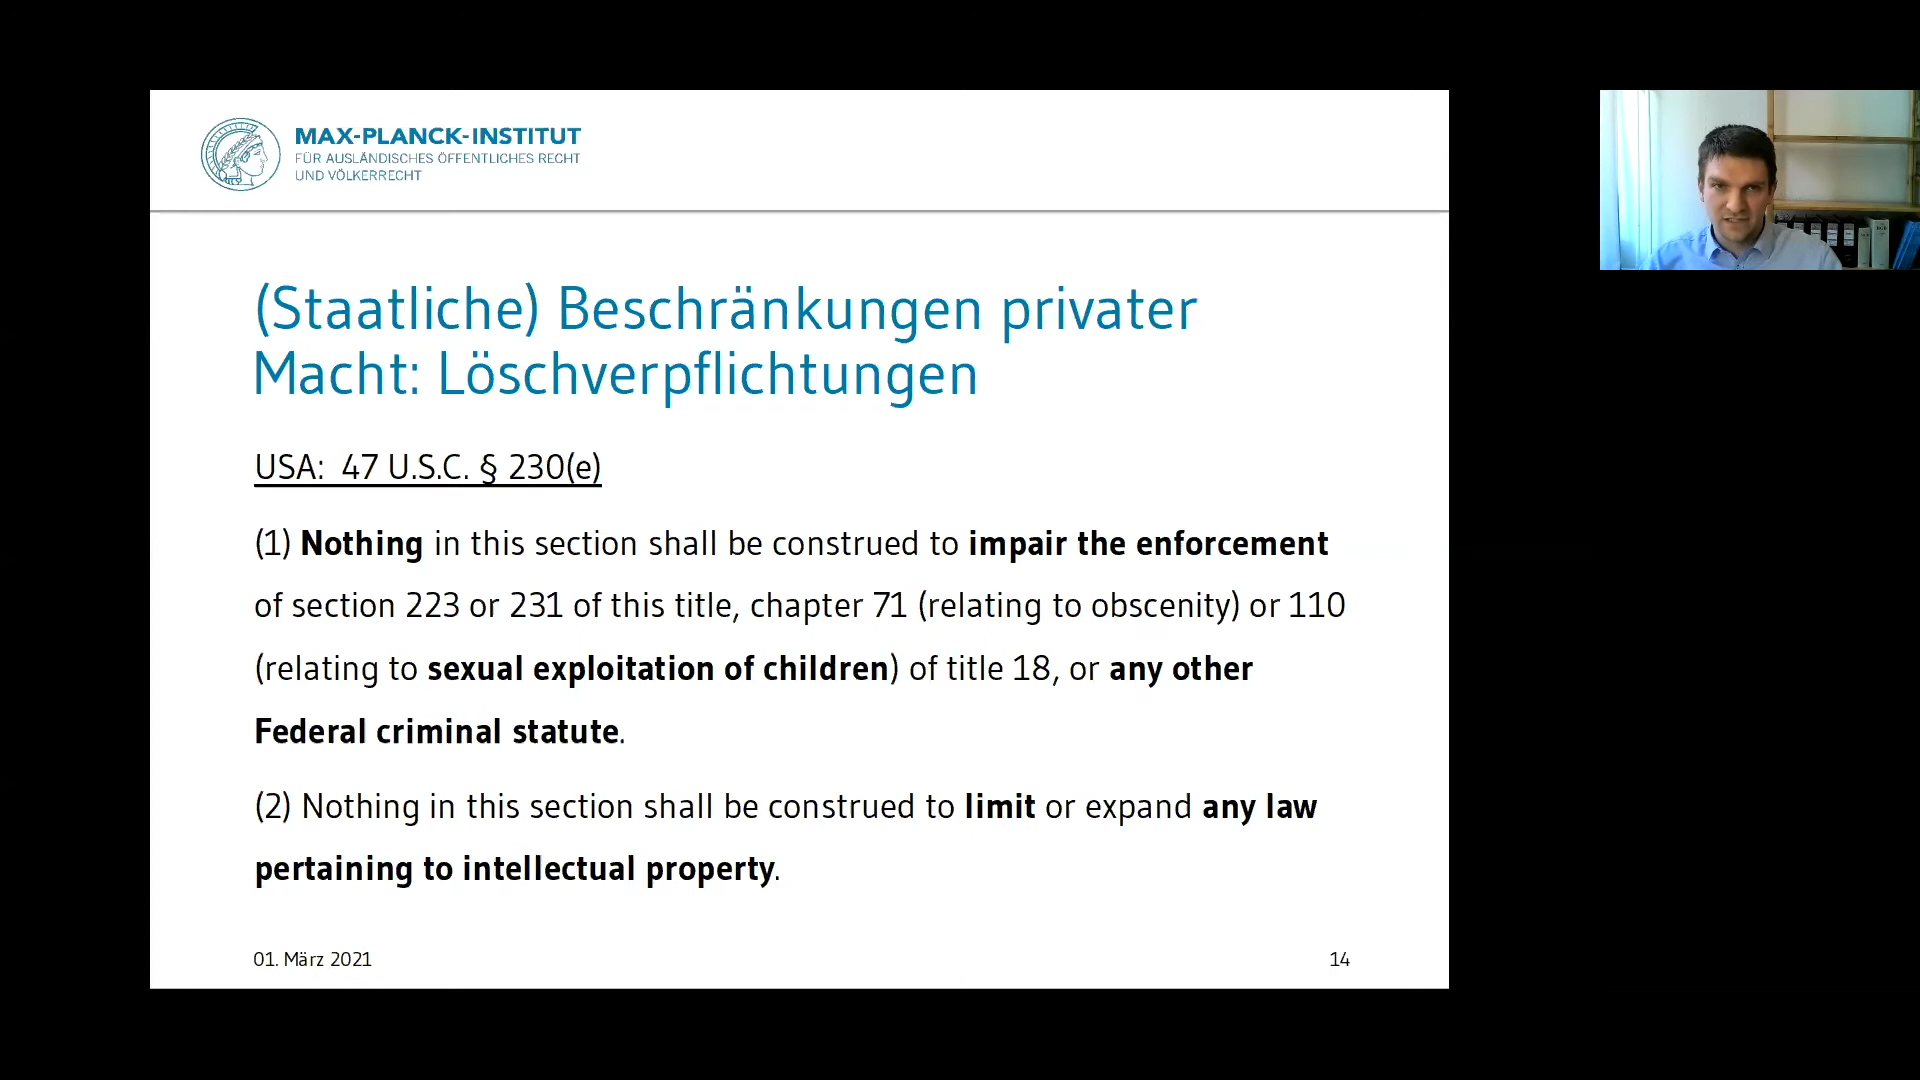 MAX-PLANCK-INSTITUT
FÜR AUSLÄNDISCHES ÖFFENTLICHES RECHT
UND VÖLKERRECHT
(Staatliche) Beschränkungen privater
Macht: Löschverpflichtungen
USA:  47 U.S.C. § 230(e)
(1) Nothing in this section shall be construed to impair the enforcement
of section 223 or 231 of this title, chapter 71 (relating to obscenity) or 110
(relating to sexual exploitation of children) of title 18, or any other
Federal criminal statute.
(2) Nothing in this section shall be construed to limit or expand any law
pertaining to intellectual property.
01. März 2021
14